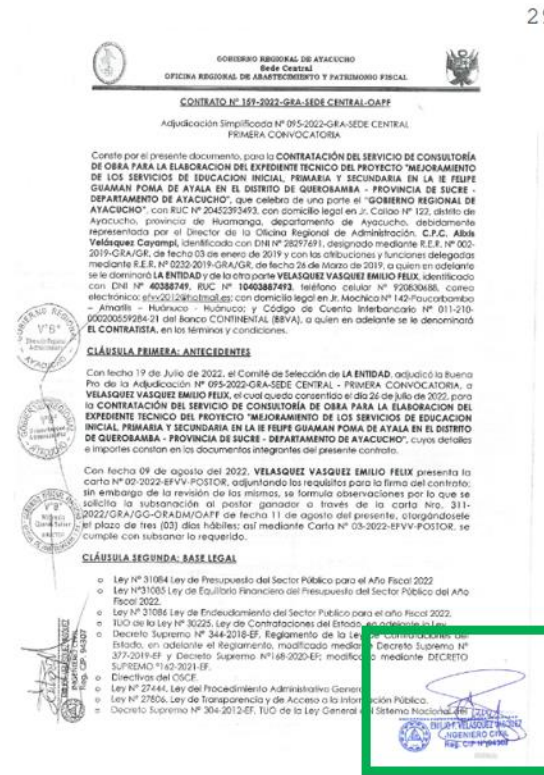 29
GOBIERNO REGIONAL DE AYACUCHO
Sede Central
OFICINA REGIONAL DE ABASTECIMIENTO Y PATRIMONIO FISCAL
CONTRATO Nº 159-2022-GRA-SEDE CENTRAL-OAPF
Adjudicación Simplificada Nº 095-2022-GRA-SEDE CENTRAL
PRIMERA CONVOCATORIA
Conste por el presente documento, para la CONTRATACIÓN DEL SERVICIO DE CONSULTORÍA
DE OBRA PARA LA ELABORACION DEL EXPEDIENTE TECNICO DEL PROYECTO "MEJORAMIENTO
DE LOS SERVICIOS DE EDUCACION INICIAL, PRIMARIA Y SECUNDARIA EN LA IE FELIPE
GUAMAN POMA DE AYALA EN EL DISTRITO DE QUEROBAMBA - PROVINCIA DE SUCRE -
DEPARTAMENTO DE AYACUCHO", que celebra de una parte el "GOBIERNO REGIONAL DE
AYACUCHO", con RUC Nº 20452393493, con domicilio legal en Jr. Callao Nº 122, distrito de
Ayacucho, provincia de Huamanga, departamento de Ayacucho, debidamente
representada por el Director de la Oficina Regional de Administración, C.P.C. Alixis
Velásquez Cayampi, identificado con DNI Nº 28297691, designado mediante R.E.R. Nº 002-
2019-GRA/GR, de fecha 03 de enero de 2019 y con las atribuciones y funciones delegadas
mediante R.E.R. Nº 0232-2019-GRA/GR, de fecha 26 de Marzo de 2019, a quien en adelante
se le dominará LA ENTIDAD y de la otra parte VELASQUEZ VASQUEZ EMILIO FELIX, identificado
con DNI Nº 40388749, RUC Nº 10403887493, teléfono celular Nº 920830688, correo
electrónico: efvv2012@hotmail.es; con domicilio legal en Jr. Mochica Nº 142-Paucarbamba
– Amarilis – Huánuco - Huánuco; y Código de Cuenta Interbancario Nº 011-210-
000200559284-21 del Banco CONTINENTAL (BBVA), a quien en adelante se le denominará
EL CONTRATISTA, en los términos y condiciones.
CLÁUSULA PRIMERA: ANTECEDENTES
Con fecha 19 de Julio de 2022, el Comité de Selección de LA ENTIDAD, adjudicó la Buena
Pro de la Adjudicación Nº 095-2022-GRA-SEDE CENTRAL - PRIMERA CONVOCATORIA, a
VELASQUEZ VASQUEZ EMILIO FELIX, el cual quedo consentido el día 26 de julio de 2022, para
la CONTRATACIÓN DEL SERVICIO DE CONSULTORÍA DE OBRA PARA LA ELABORACION DEL
EXPEDIENTE TECNICO DEL PROYECTO "MEJORAMIENTO DE LOS SERVICIOS DE EDUCACION
INICIAL, PRIMARIA Y SECUNDARIA EN LA IE FELIPE GUAMAN POMA DE AYALA EN EL DISTRITO
DE QUEROBAMBA - PROVINCIA DE SUCRE - DEPARTAMENTO DE AYACUCHO", cuyos detalles
e importes constan en los documentos integrantes del presente contrato.
Con fecha 09 de agosto del 2022, VELASQUEZ VASQUEZ EMILIO FELIX presenta la
carta Nº 02-2022-EFVV-POSTOR, adjuntando los requisitos para la firma del contrato;
sin embargo de la revisión de los mismos, se formula observaciones por lo que se
solicita la subsanación al postor ganador a través de la carta Nro. 311-
2022/GRA/GG-ORADM/OAPF de fecha 11 de agosto del presente, otorgándosele
el plazo de tres (03) días hábiles; así mediante Carta Nº 03-2022-EFVV-POSTOR, se
cumple con subsanar lo requerido.
CLÁUSULA SEGUNDA: BASE LEGAL
o Ley Nº 31084 Ley de Presupuesto del Sector Público para el Año Fiscal 2022
o Ley Nº31085 Ley de Equilibrio Financiero del Presupuesto del Sector Público del Año
Fiscal 2022.
o Ley Nº 31086 Ley de Endeudamiento del Sector Publico para el año Fiscal 2022.
o TUO de la Ley Nº 30225, Ley de Contrataciones del Estado, en adelante la Ley.
o Decreto Supremo Nº 344-2018-EF, Reglamento de la Ley de Contrataciones del
Estado, en adelante el Reglamento, modificado mediante Decreto Supremo Nº
377-2019-EF y Decreto Supremo Nº168-2020-EF; modificado mediante DECRETO
SUPREMO º162-2021-EF.
o Directivas del OSCE.
o Ley Nº 27444, Ley del Procedimiento Administrativo General
o Ley Nº 27806, Ley de Transparencia y de Acceso a la Información Pública.
o Decreto Supremo Nº 304-2012-EF, TUO de la Ley General del Sistema Nacional del
GOBIERNO REGIONAL
VºBº
AYACUCHO
VºBº
Reg. CIP 94307
EMILIO F. VELASQUEZ VASQUEZ
INGENIERO CIVIL
Reg. CIP Nº 94307